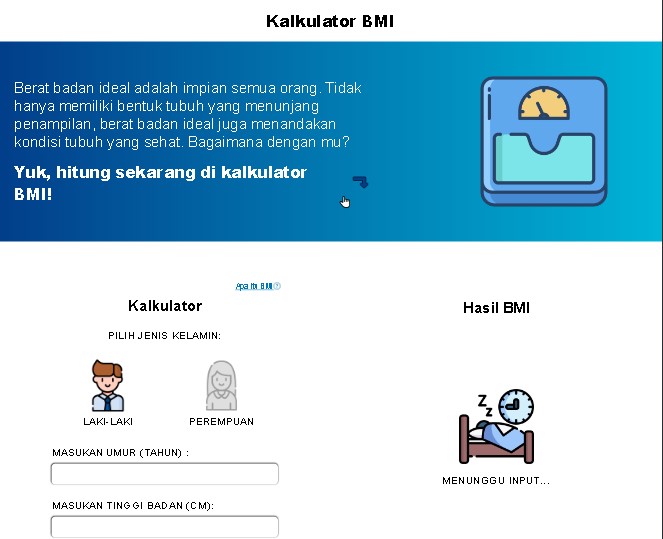 Kalkulator BMI
Berat badan ideal adalah impian semua orang. Tidak
hanya memiliki bentuk tubuh yang menunjang
penampilan, berat badan ideal juga menandakan
kondisi tubuh yang sehat. Bagaimana dengan mu?
Yuk, hitung sekarang di kalkulator
BMI!
Apa Itu BMI?
Kalkulator
Hasil BMI
PILIH JENIS KELAMIN:
LAKI-LAKI
PEREMPUAN
Z
Z
MASUKAN UMUR (TAHUN) :
MENUNGGU INPUT...
MASUKAN TINGGI BADAN (CM):